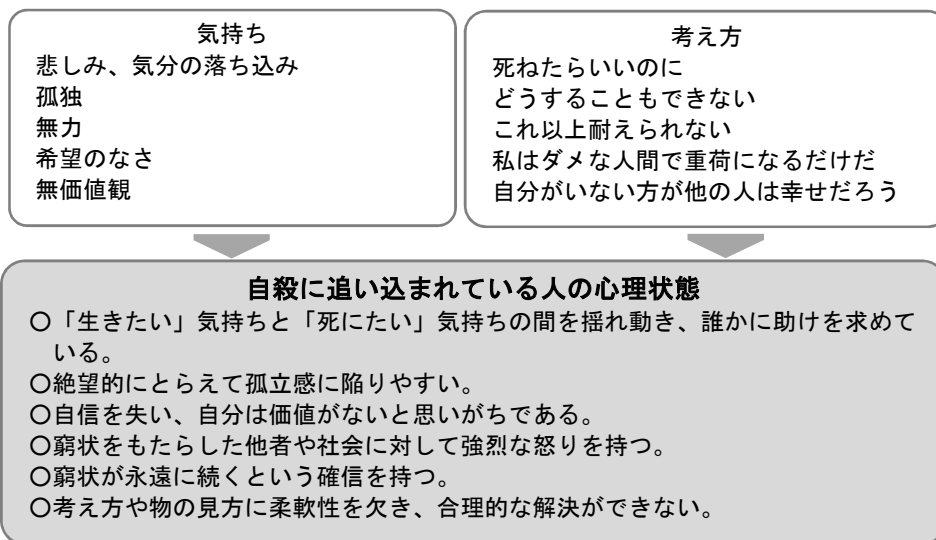 気持ち
悲しみ、気分の落ち込み
孤独
無力
希望のなさ
無価値観
考え方
死ねたらいいのに
どうすることもできない
これ以上耐えられない
私はダメな人間で重荷になるだけだ
自分がいない方が他の人は幸せだろう
自殺に追い込まれている人の心理状態
〇「生きたい」気持ちと「死にたい」気持ちの間を揺れ動き、誰かに助けを求めて
いる。
〇絶望的にとらえて孤立感に陥りやすい。
〇自信を失い、自分は価値がないと思いがちである。
〇窮状をもたらした他者や社会に対して強烈な怒りを持つ。
〇窮状が永遠に続くという確信を持つ。
〇考え方や物の見方に柔軟性を欠き、合理的な解決ができない。